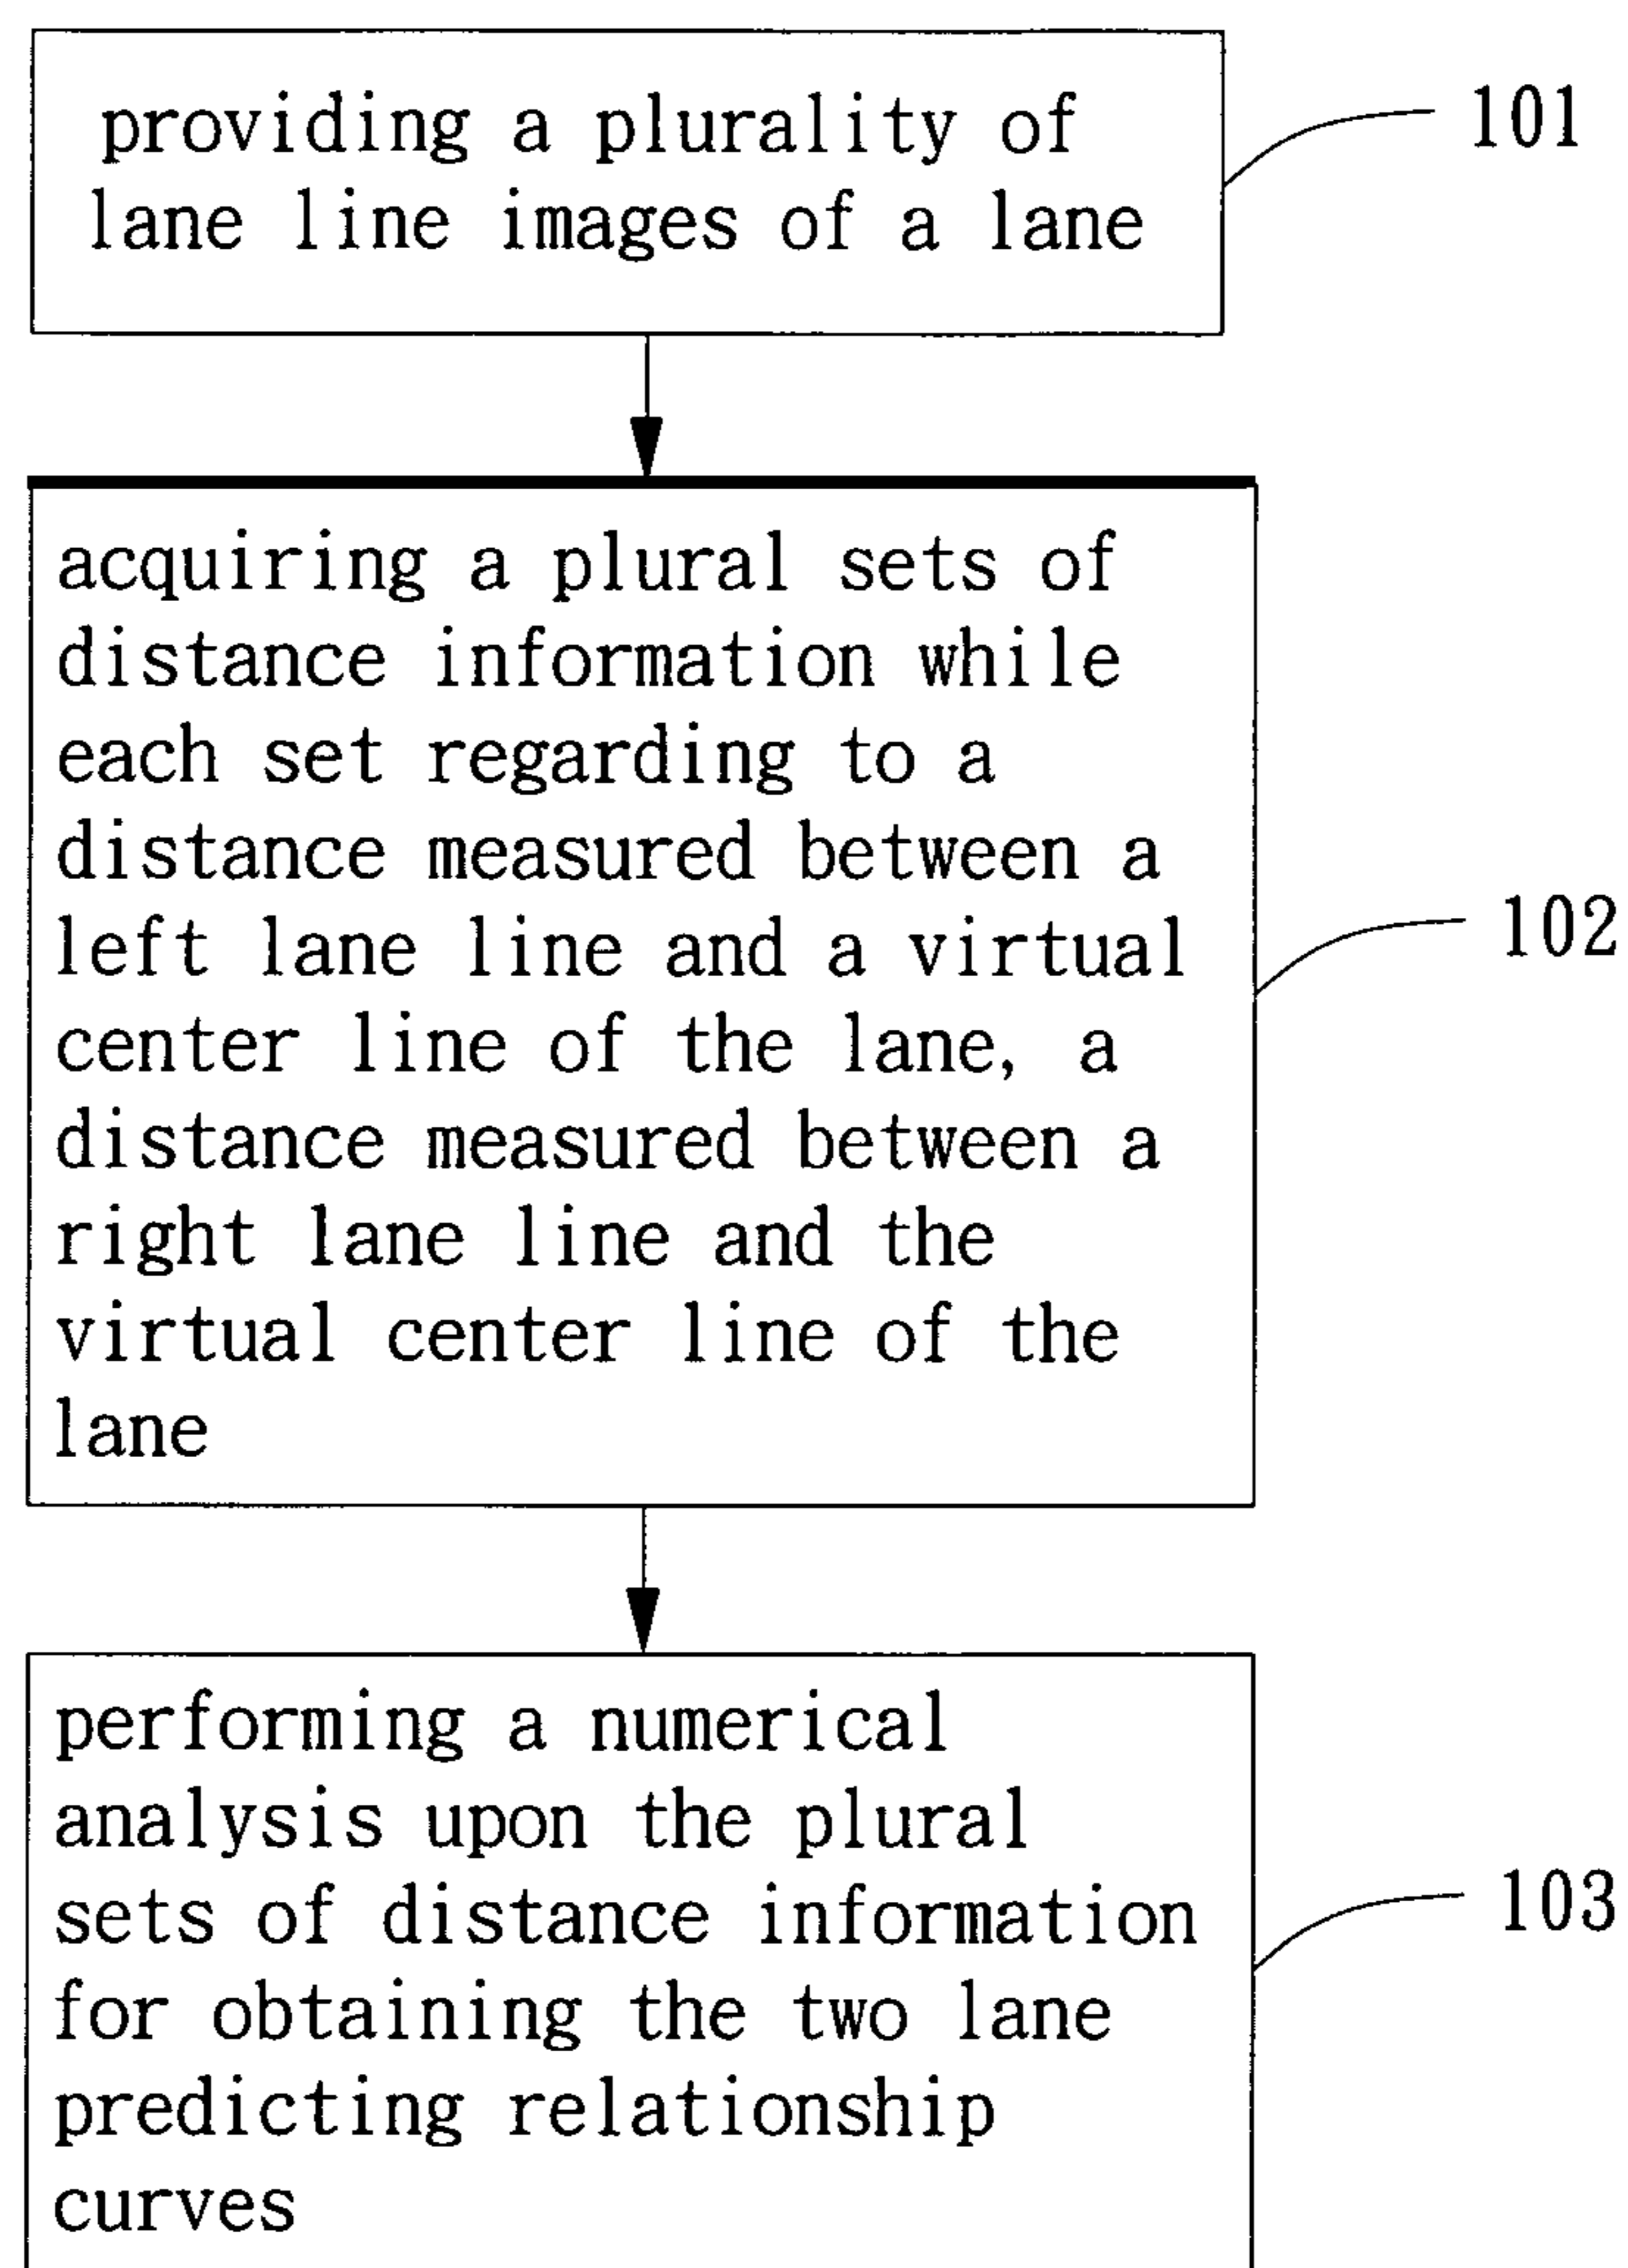 providing a plurality of
lane line images of a lane
101
acquiring a plural sets of
distance information while
each set regarding to a
distance measured between a
left lane line and a virtual
center line of the lane, a
distance measured between a
right lane line and the
virtual center line of the
lane
102
performing a numerical
analysis upon the plural
sets of distance information
for obtaining the two lane
predicting relationship
curves
103